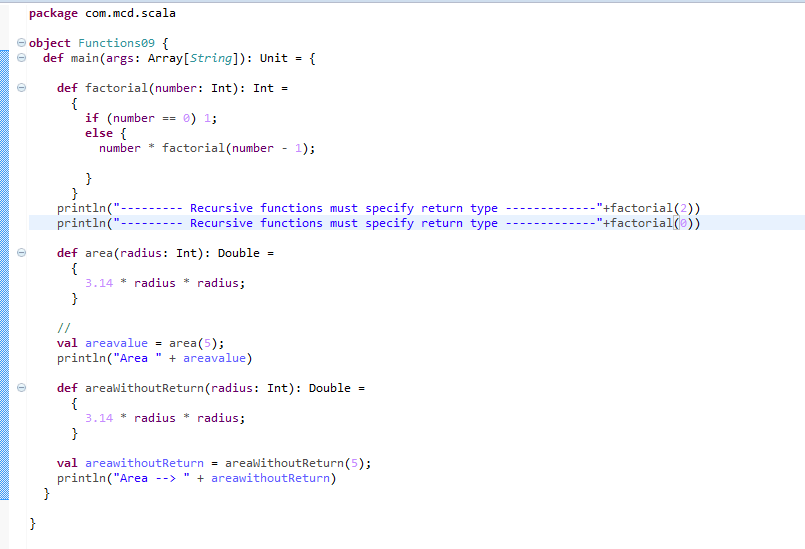 package com.mcd.scala
object Functions09 {
def main(args: Array[String]): Unit = {
def factorial(number: Int): Int =
{
if (number == 0) 1;
else {
number * factorial(number - 1);
}
}
println("--------- Recursive functions must specify return type -------------"+factorial(2))
println("--------- Recursive functions must specify return type -------------"+factorial(0))
def area(radius: Int): Double =
{
3.14 * radius * radius;
}
//
val areavalue = area(5);
println("Area " + areavalue)
def areaWithoutReturn(radius: Int): Double =
{
3.14 * radius * radius;
}
val areawithoutReturn = areaWithoutReturn(5);
println("Area --> " + areawithoutReturn)
}
}